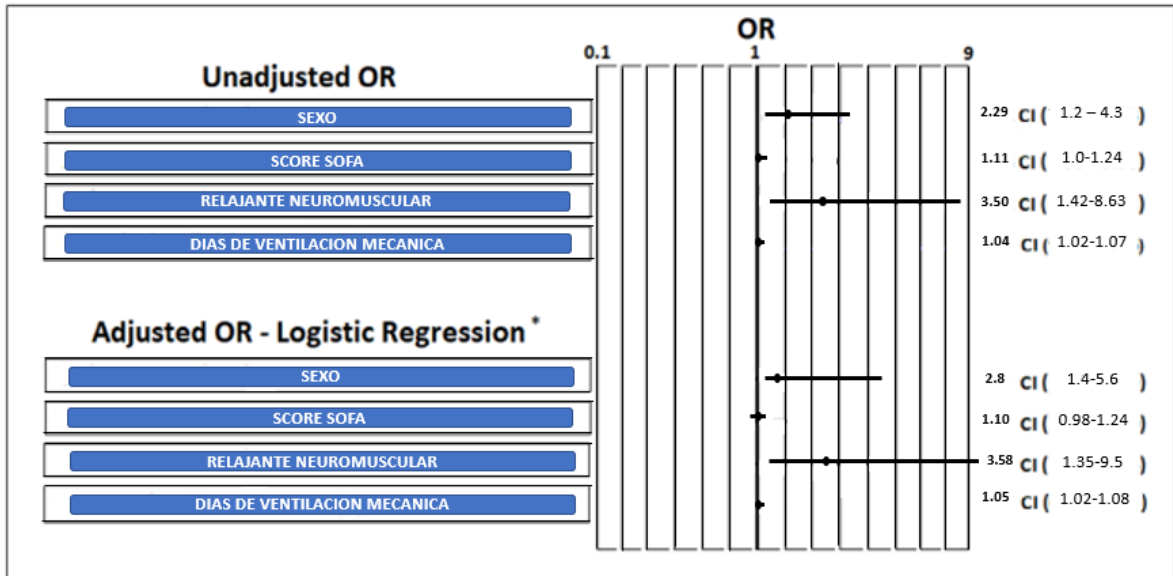 OR
0.1 1 9
Unadjusted OR
SEXO 2.29 CI ( 1.2 – 4.3 )
SCORE SOFA 1.11 CI ( 1.0-1.24 )
RELAJANTE NEUROMUSCULAR 3.50 CI ( 1.42-8.63 )
DIAS DE VENTILACION MECANICA 1.04 CI ( 1.02-1.07 )
Adjusted OR - Logistic Regression *
SEXO 2.8 CI ( 1.4-5.6 )
SCORE SOFA 1.10 CI ( 0.98-1.24 )
RELAJANTE NEUROMUSCULAR 3.58 CI ( 1.35-9.5 )
DIAS DE VENTILACION MECANICA 1.05 CI ( 1.02-1.08 )